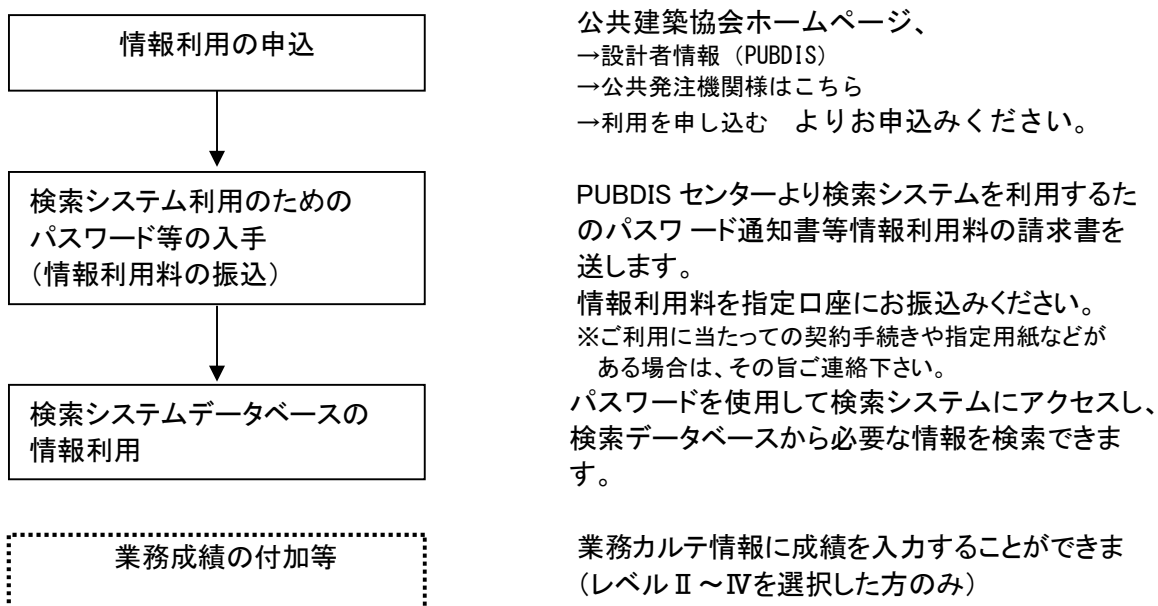 情報利用の申込
公共建築協会ホームページ、
→設計者情報（PUBDIS）
→公共発注機関様はこちら
→利用を申し込む　よりお申込みください。
検索システム利用のための
パスワード等の入手
（情報利用料の振込）
PUBDIS センターより検索システムを利用するた
のパスワード通知書等情報利用料の請求書を
送します。
情報利用料を指定口座にお振込みください。
※ご利用に当たっての契約手続きや指定用紙などが
ある場合は、その旨ご連絡下さい。
検索システムデータベースの
情報利用
パスワードを使用して検索システムにアクセスし、
検索データベースから必要な情報を検索できま
す。
業務成績の付加等
業務カルテ情報に成績を入力することができま
（レベルⅡ～Ⅳを選択した方のみ）